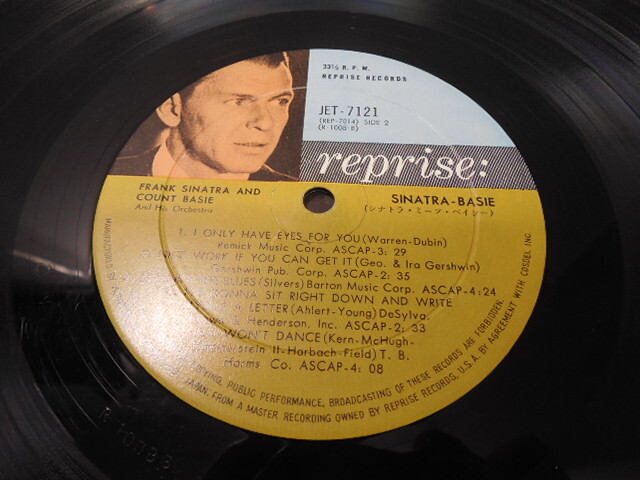 33⅓ R. P. M.
REPRISE RECORDS
JET-7121
(REP-7014) SIDE 2
(R-1008-B)
reprise:
FRANK SINATRA AND
COUNT BASIE
And His Orchestra
SINATRA-BASIE
(シナトラ・ミーツ・ベイシー)
1. I ONLY HAVE EYES FOR YOU (Warren-Dubin)
Remick Music Corp. ASCAP-3: 29
WORK IF YOU CAN GET IT (Geo. & Ira Gershwin)
Gershwin Pub. Corp. ASCAP-2: 35
BLUES (Silvers) Barton Music Corp. ASCAP-4:24
GONNA SIT RIGHT DOWN AND WRITE
LETTER (Ahlert-Young) DeSylva.
Henderson, Inc. ASCAP-2: 33
WON'T DANCE (Kern-McHugh-
II-Harbach-Field) T. B.
Harms Co. ASCAP-4: 08
PUBLIC PERFORMANCE, BROADCASTING OF THESE RECORDS ARE FORBIDDEN.
JAPAN, FROM A MASTER RECORDING OWNED BY REPRISE RECORDS, U.S.A. BY AGREEMENT WITH COSDEL INC.